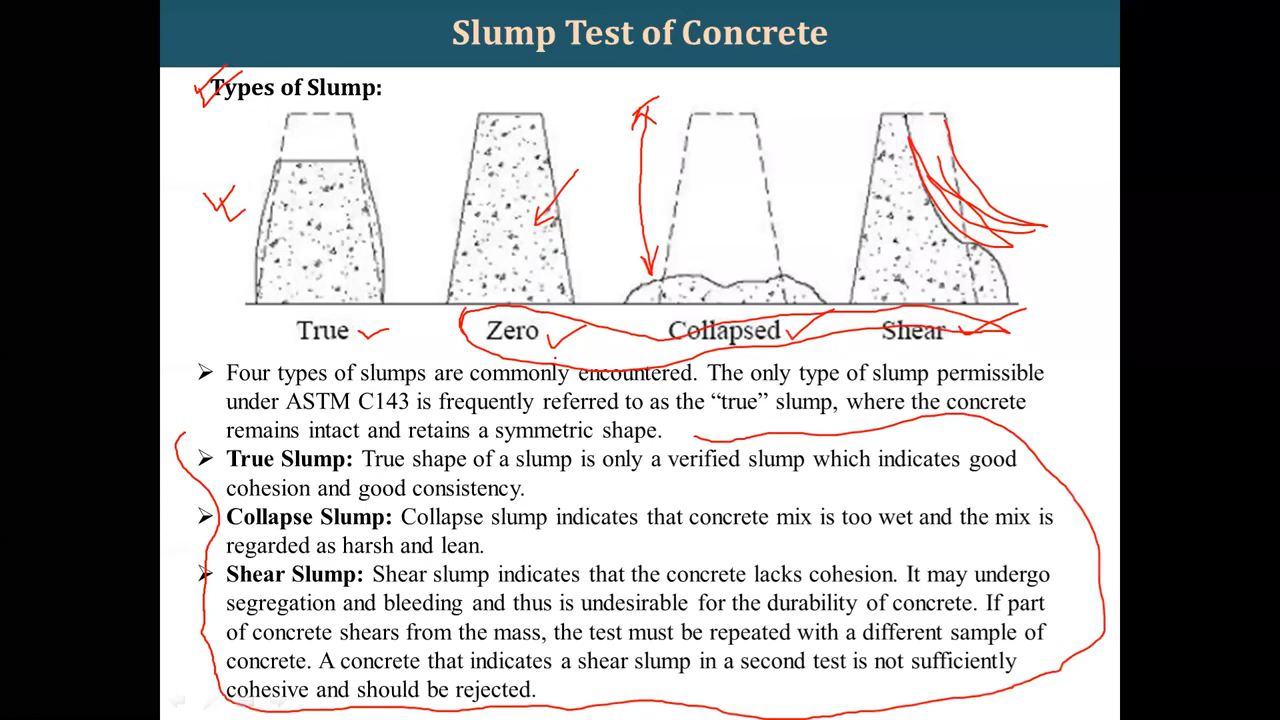 Slump Test of Concrete
Types of Slump:
True
Zero
Collapsed
Shear
Four types of slumps are commonly encountered. The only type of slump permissible
under ASTM C143 is frequently referred to as the “true” slump, where the concrete
remains intact and retains a symmetric shape.
True Slump: True shape of a slump is only a verified slump which indicates good
cohesion and good consistency.
Collapse Slump: Collapse slump indicates that concrete mix is too wet and the mix is
regarded as harsh and lean.
Shear Slump: Shear slump indicates that the concrete lacks cohesion. It may undergo
segregation and bleeding and thus is undesirable for the durability of concrete. If part
of concrete shears from the mass, the test must be repeated with a different sample of
concrete. A concrete that indicates a shear slump in a second test is not sufficiently
cohesive and should be rejected.